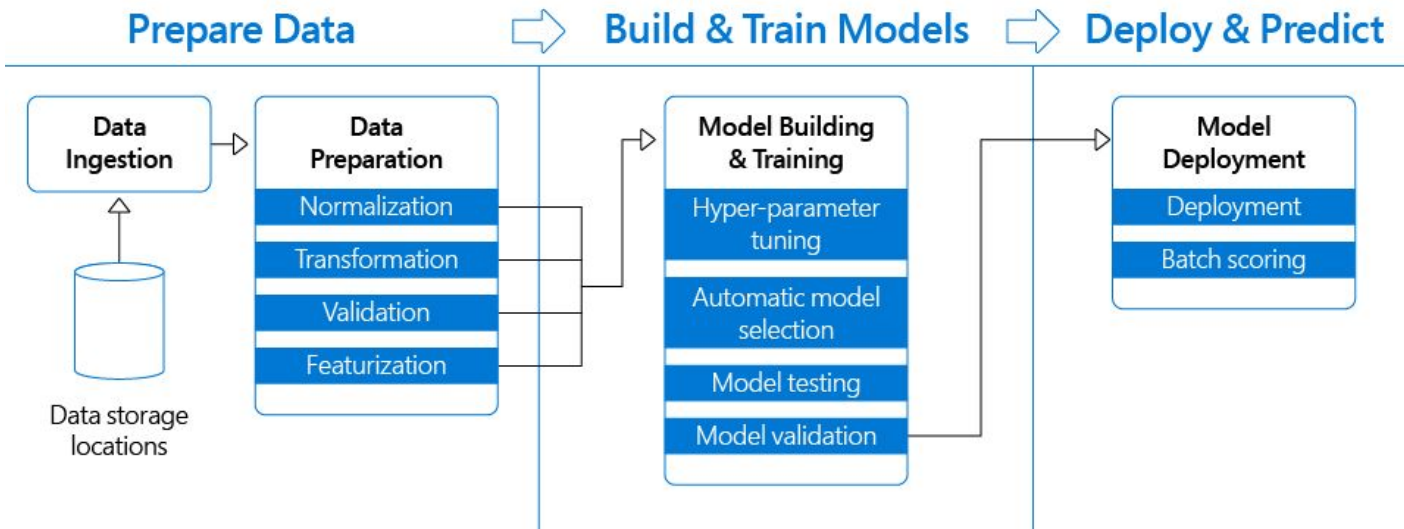 Prepare Data
Build & Train Models
Deploy & Predict
Data
Ingestion
Data storage
locations
Data
Preparation
Normalization
Transformation
Validation
Featurization
Model Building
& Training
Hyper-parameter
tuning
Automatic model
selection
Model testing
Model validation
Model
Deployment
Deployment
Batch scoring